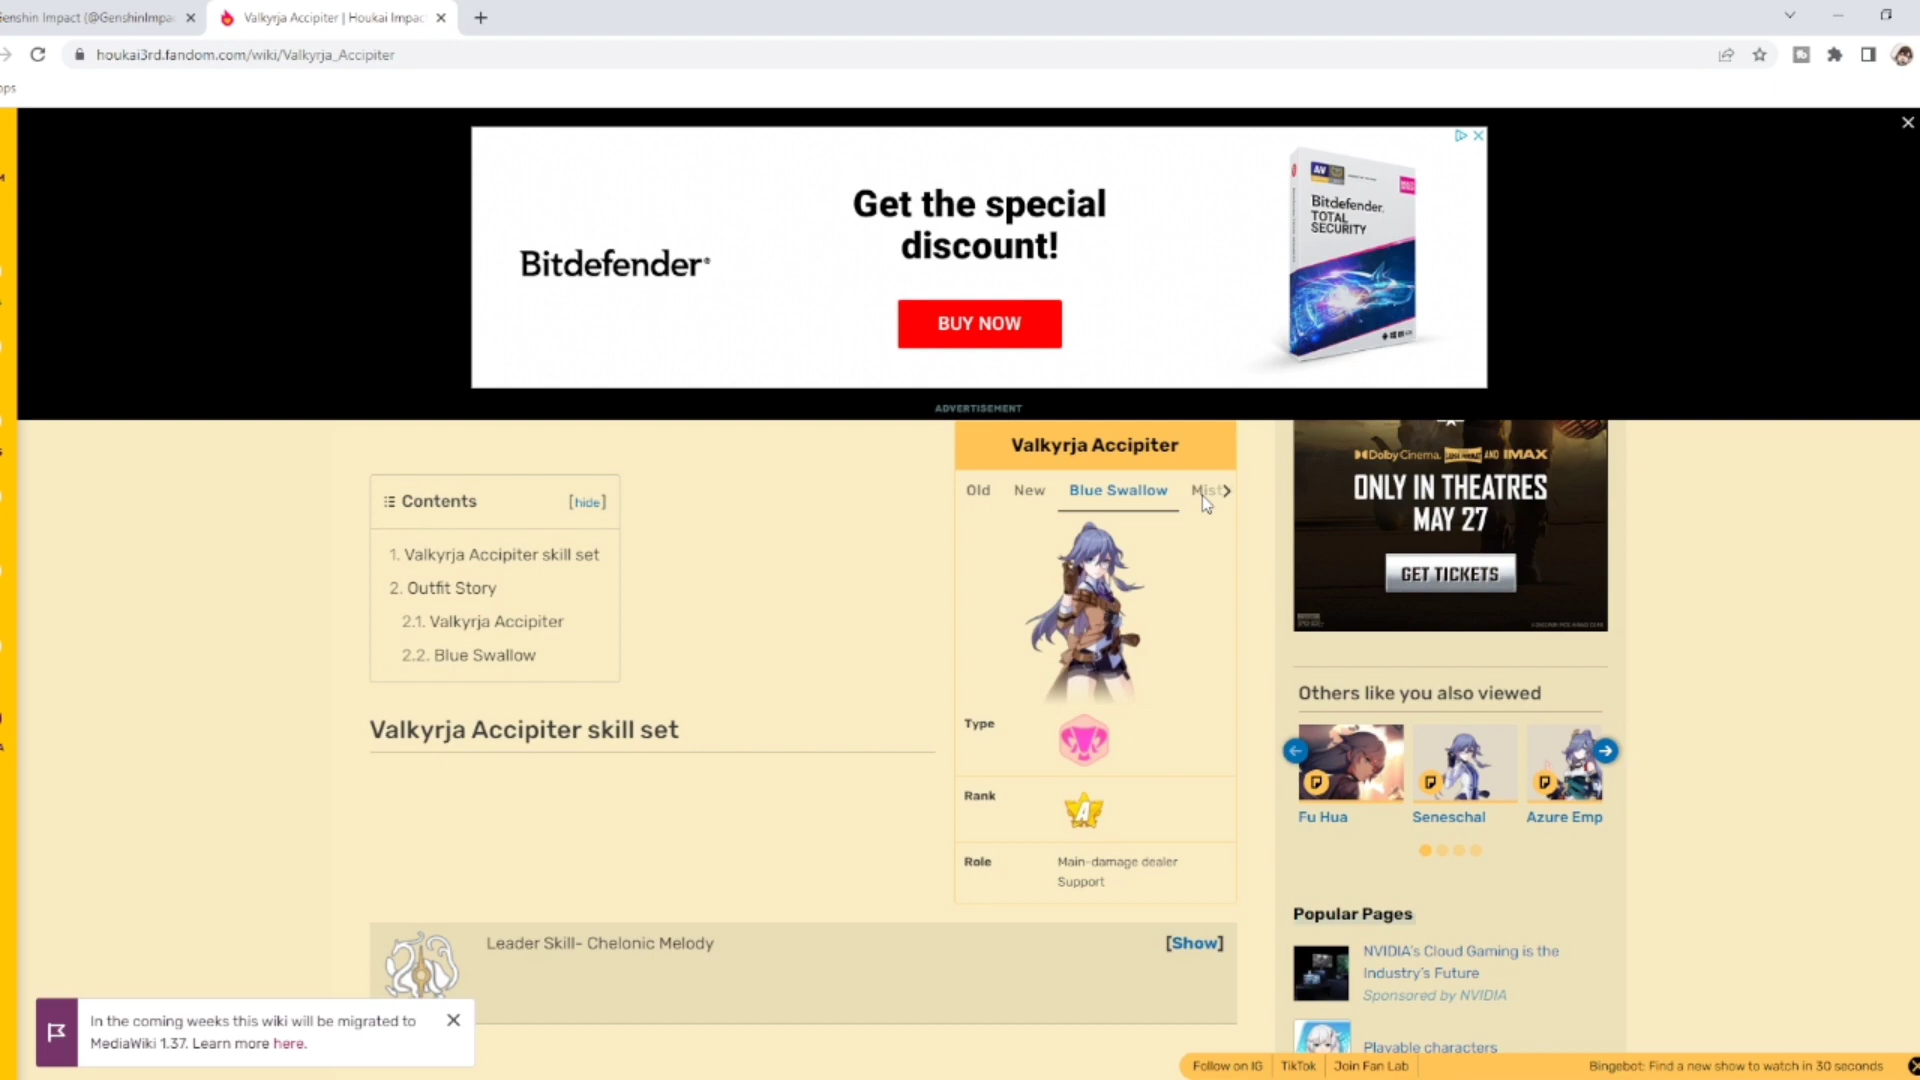 Genshin Impact (@GenshinImpa
Valkyrja Accipiter | Houkai Impac
houkai3rd.fandom.com/wiki/Valkyrja_Accipiter
Get the special
discount!
Bitdefender
BUY NOW
Bitdefender
TOTAL
SECURITY
ADVERTISEMENT
Valkyrja Accipiter
Old New Blue Swallow Mist
Contents [hide]
1. Valkyrja Accipiter skill set
2. Outfit Story
2.1. Valkyrja Accipiter
2.2. Blue Swallow
Valkyrja Accipiter skill set
Type
Rank
A
Role Main-damage dealer
Support
Leader Skill- Chelonic Melody [Show]
Dolby Cinema. AND IMAX
ONLY IN THEATRES
MAY 27
GET TICKETS
Others like you also viewed
Fu Hua Seneschal Azure Emp
Popular Pages
NVIDIA's Cloud Gaming is the
Industry's Future
Sponsored by NVIDIA
Playable characters
In the coming weeks this wiki will be migrated to
MediaWiki 1.37. Learn more here.
Follow on IG TikTok Join Fan Lab Bingebot: Find a new show to watch in 30 seconds